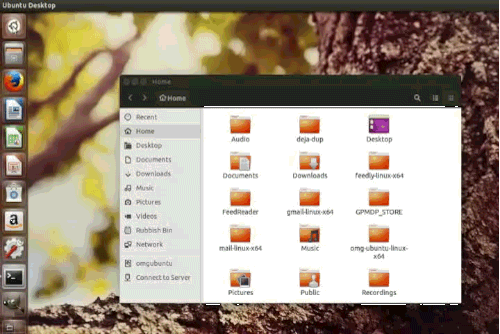 Ubuntu Desktop
Home
Home
Recent
Home
Desktop
Documents
Downloads
Music
Pictures
Videos
Rubbish Bin
Network
omgubuntu
Connect to Server
Audio
deja-dup
Desktop
Documents
Downloads
feedly-linux-x64
FeedReader
gmail-linux-x64
GPMDP_STORE
mail-linux-x64
Music
omg-ubuntu-linux-
x64
Pictures
Public
Recordings